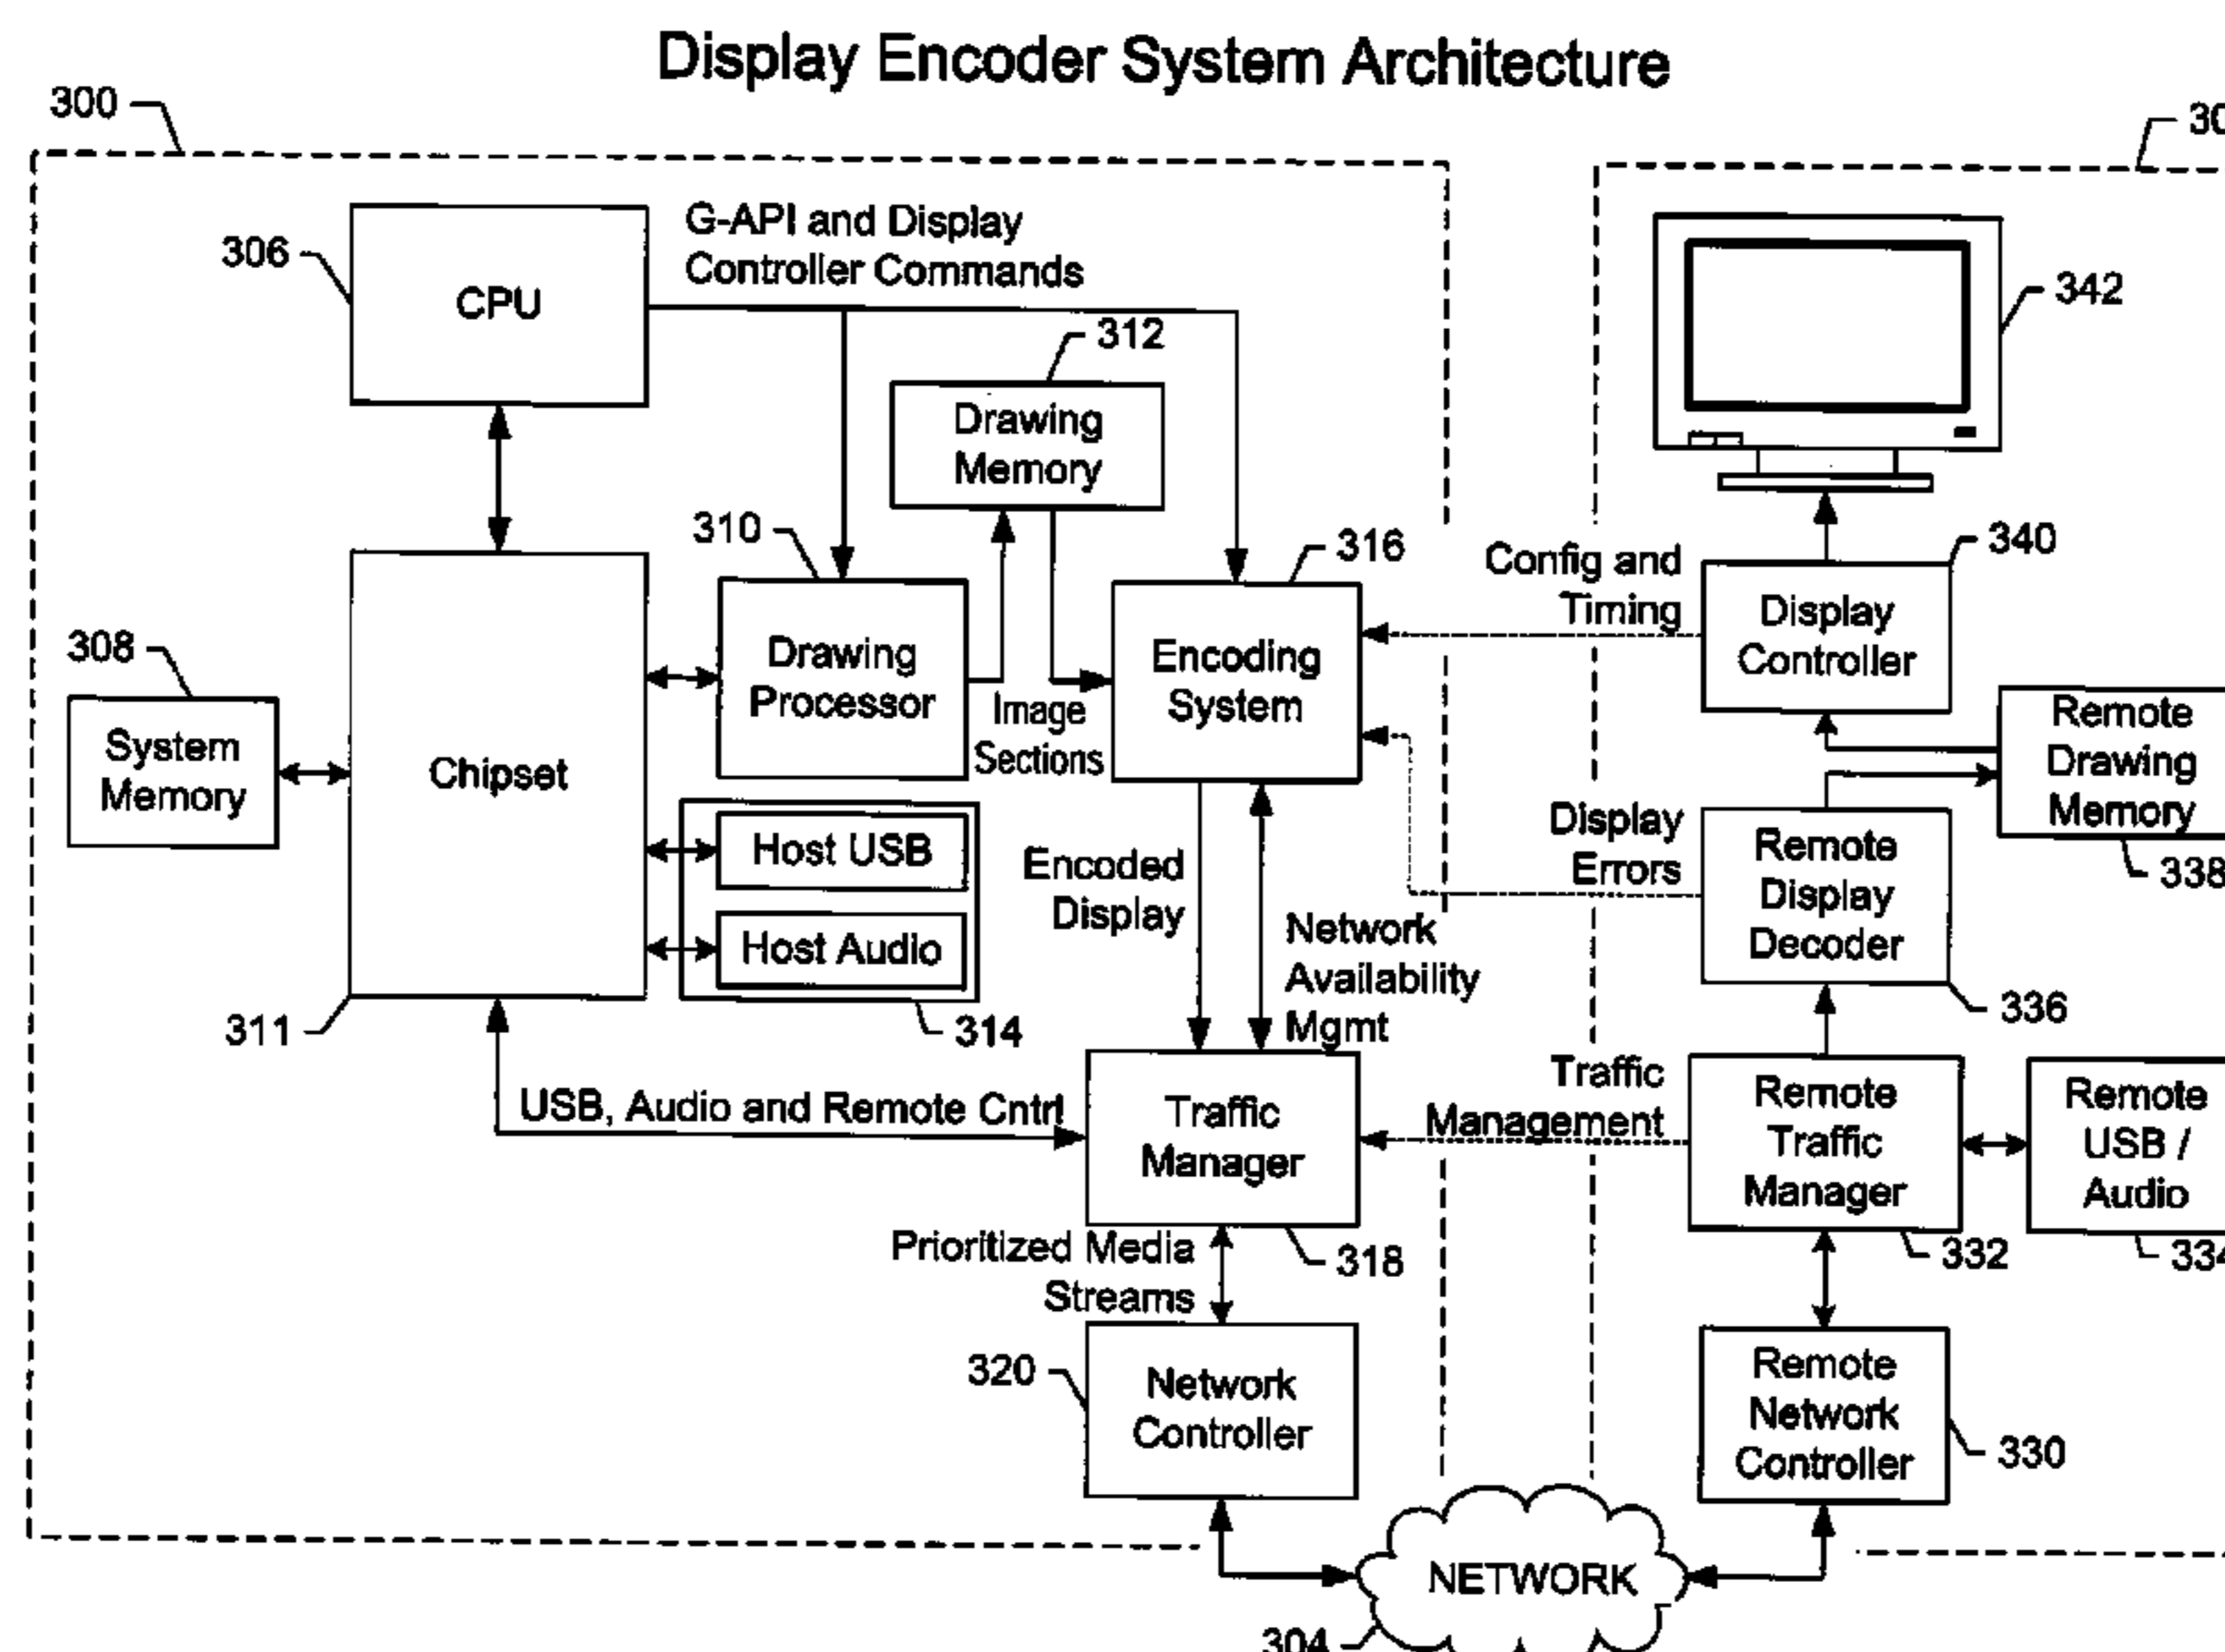 Display Encoder System Architecture
300
306
CPU
G-API and Display
Controller Commands
312
Drawing
Memory
342
310
316
Config and
Timing
340
Display
Controller
308
System
Memory
Chipset
Drawing
Processor
Image
Sections
Encoding
System
Remote
Drawing
Memory
338
Host USB
Host Audio
314
311
Encoded
Display
Network
Availability
Mgmt
Display
Errors
Remote
Display
Decoder
336
USB, Audio and Remote Cntrl
Traffic
Manager
318
Traffic
Management
Remote
Traffic
Manager
332
Remote
USB /
Audio
Prioritized Media
Streams
320
Network
Controller
Remote
Network
Controller
330
NETWORK
304